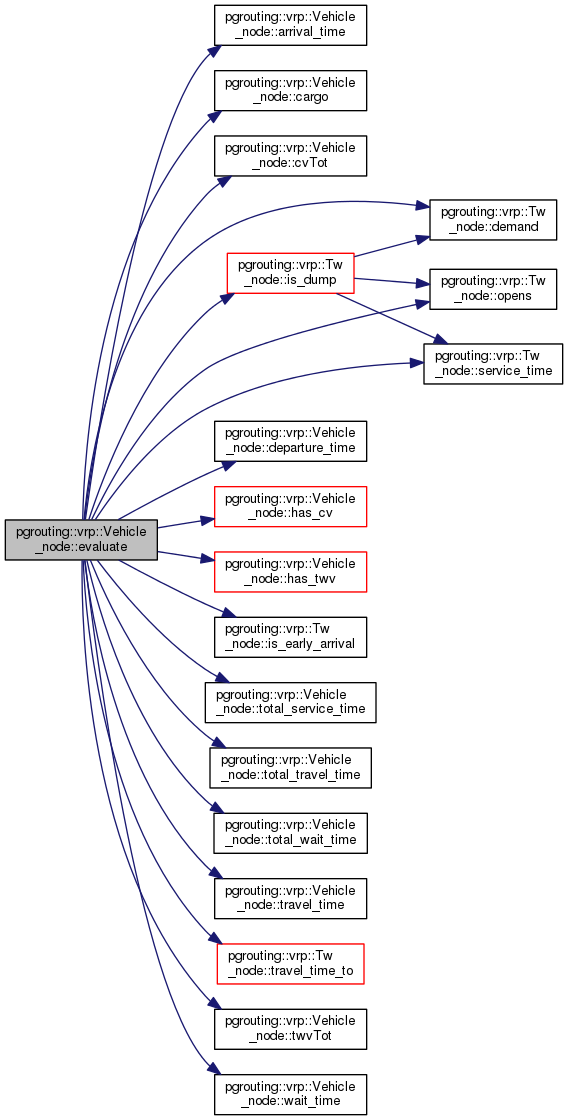 pgrouting::vrp::Vehicle
_node::arrival_time
pgrouting::vrp::Vehicle
_node::cargo
pgrouting::vrp::Vehicle
_node::cvTot
pgrouting::vrp::Tw
_node::demand
pgrouting::vrp::Tw
_node::is_dump
pgrouting::vrp::Tw
_node::opens
pgrouting::vrp::Tw
_node::service_time
pgrouting::vrp::Vehicle
_node::departure_time
pgrouting::vrp::Vehicle
_node::has_cv
pgrouting::vrp::Vehicle
_node::evaluate
pgrouting::vrp::Vehicle
_node::has_twv
pgrouting::vrp::Tw
_node::is_early_arrival
pgrouting::vrp::Vehicle
_node::total_service_time
pgrouting::vrp::Vehicle
_node::total_travel_time
pgrouting::vrp::Vehicle
_node::total_wait_time
pgrouting::vrp::Vehicle
_node::travel_time
pgrouting::vrp::Tw
_node::travel_time_to
pgrouting::vrp::Vehicle
_node::twvTot
pgrouting::vrp::Vehicle
_node::wait_time